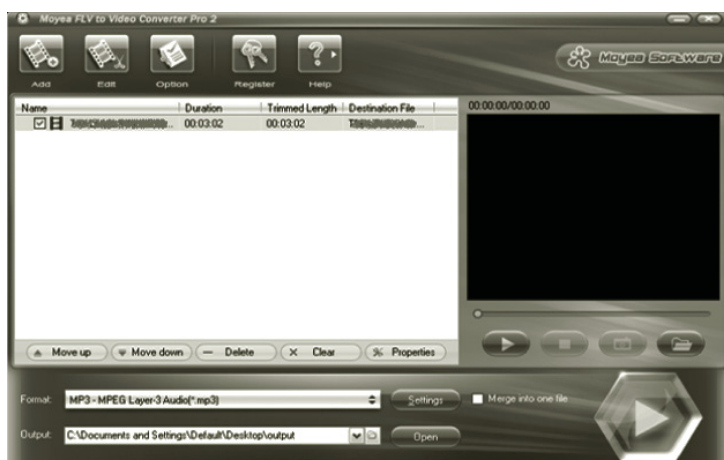 Moyea FLV to Video Converter Pro 2
Add Edit Option Register Help
Moyea Software
Name Duration Trimmed Length Destination File
00:00:00/00:00:00
00:03:02 00:03:02
Move up Move down Delete Clear Properties
Format: MP3 - MPEG Layer-3 Audio(*.mp3) Settings Merge into one file
Output: C:\Documents and Settings\Default\Desktop\output Open